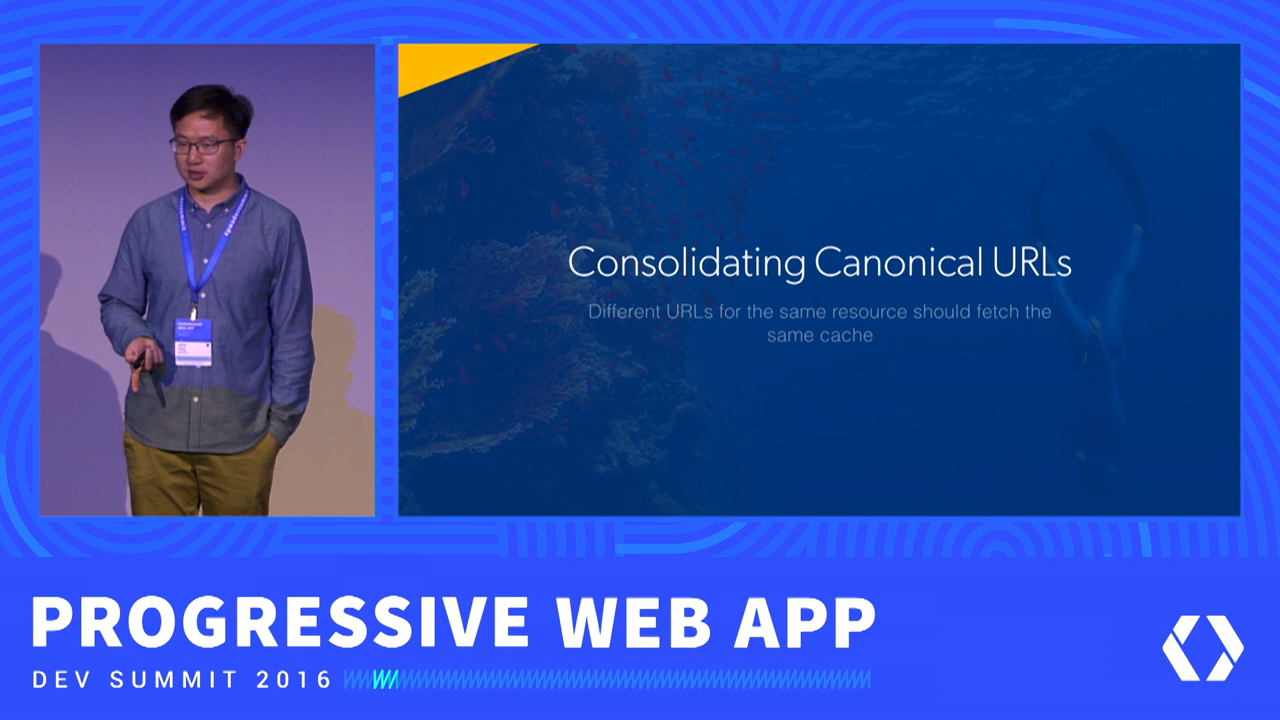 Consolidating Canonical URLs
Different URLs for the same resource should fetch the
same cache
PROGRESSIVE WEB APP
DEV SUMMIT 2016